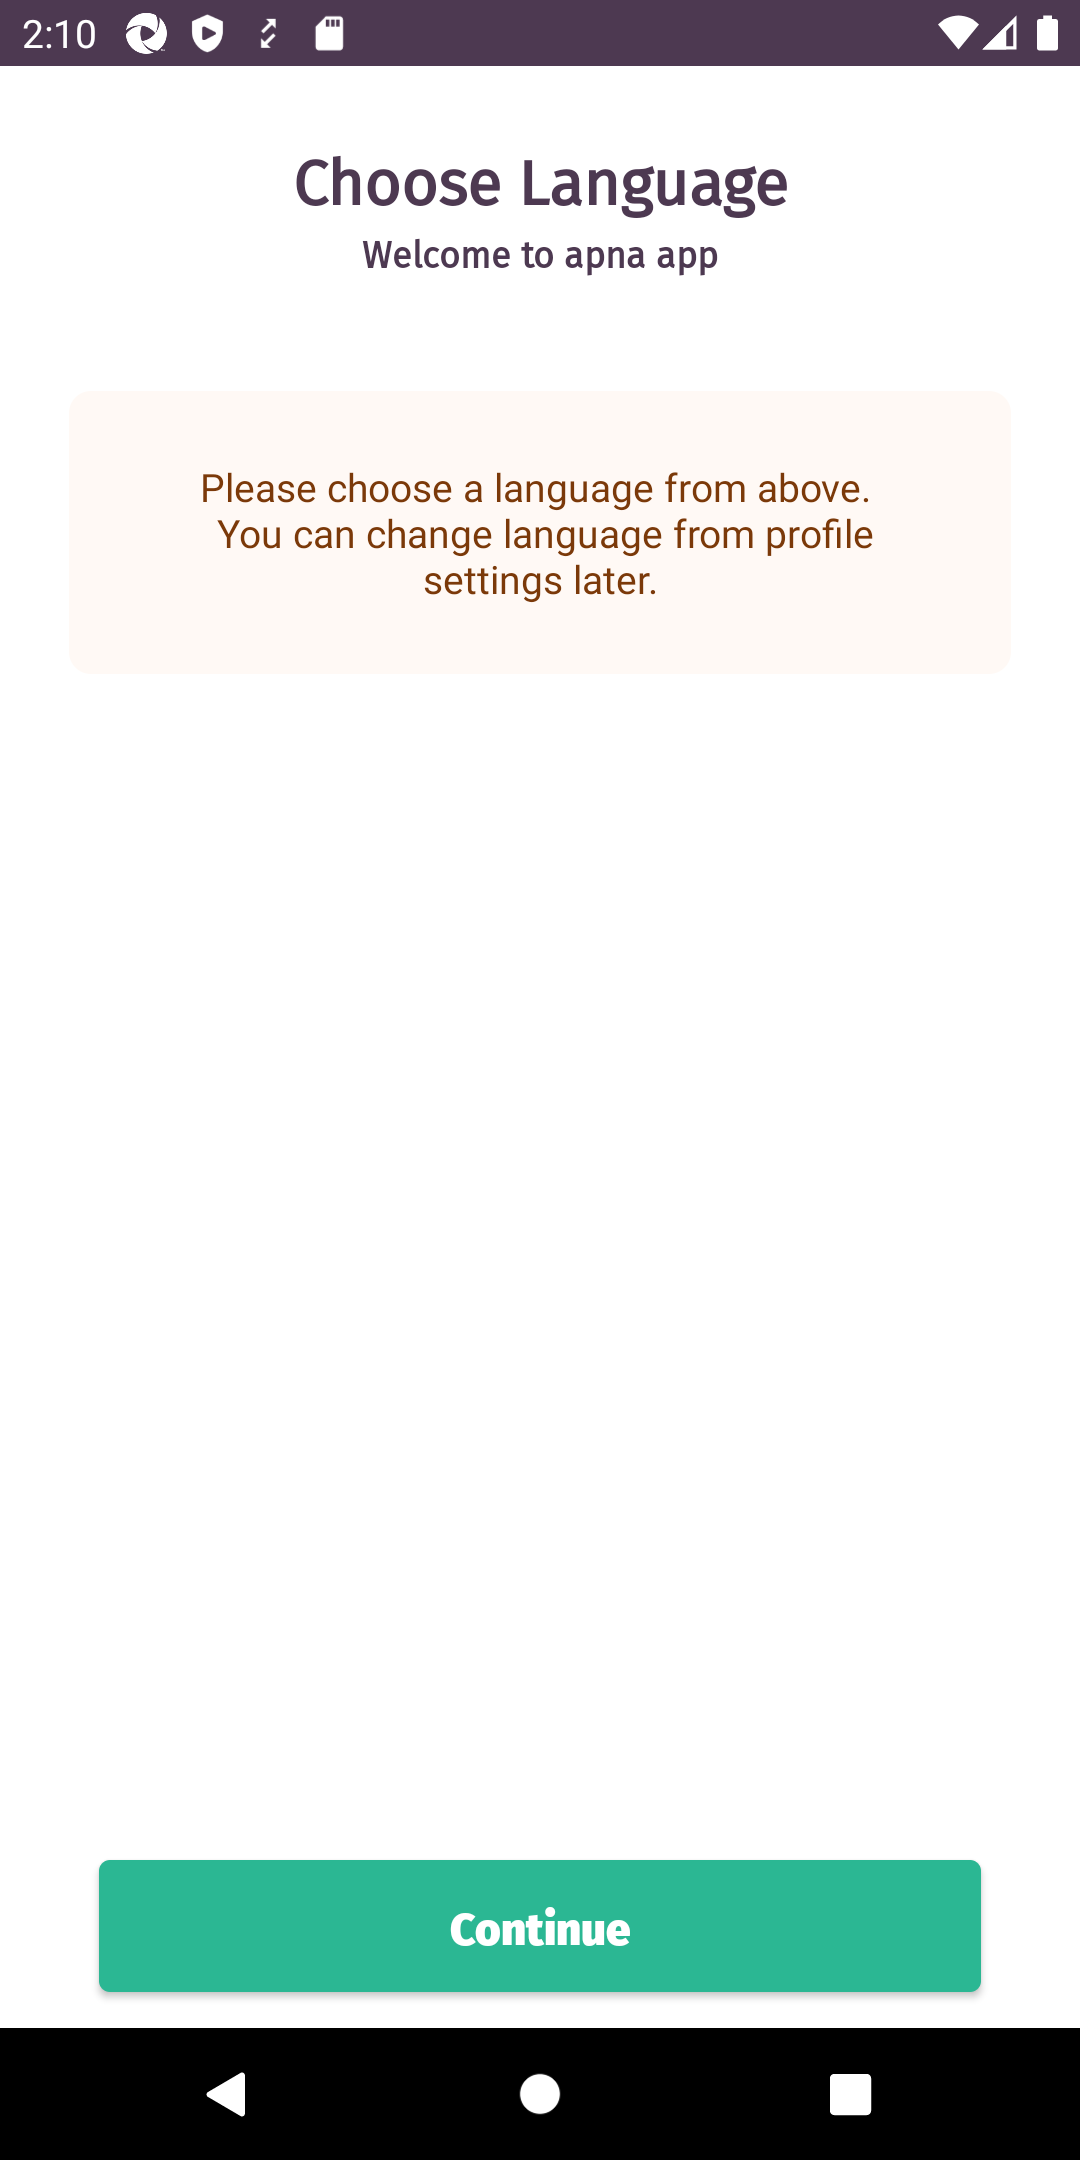 2:10
Choose Language
Welcome to apna app
Please choose a language from above.
You can change language from profile
settings later.
Continue